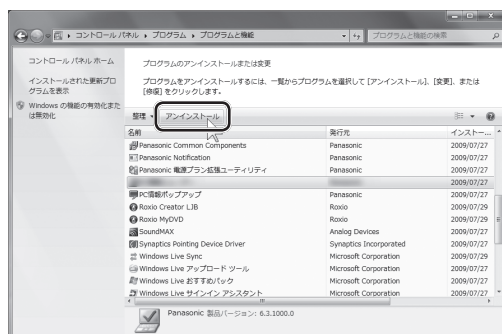 コントロール パネル ▸ プログラム ▸ プログラムと機能
プログラムと機能の検索
コントロール パネル ホーム
インストールされた更新プログラムを表示
Windows の機能の有効化または無効化
プログラムのアンインストールまたは変更
プログラムをアンインストールするには、一覧からプログラムを選択して [アンインストール]、[変更]、または
[修復] をクリックします。
整理 アンインストール
名前 発行元 インストー...
Panasonic Common Components Panasonic 2009/07/27
Panasonic Notification Panasonic 2009/07/27
Panasonic 電源プラン拡張ユーティリティ Panasonic 2009/07/27
2009/07/27
PC情報ポップアップ Panasonic 2009/07/27
Roxio Creator LJB Roxio 2009/07/29
Roxio MyDVD Roxio 2009/07/29
SoundMAX Analog Devices 2009/07/27
Synaptics Pointing Device Driver Synaptics Incorporated 2009/07/27
Windows Live Sync Microsoft Corporation 2009/07/29
Windows Live アップロード ツール Microsoft Corporation 2009/07/27
Windows Live おすすめパック Microsoft Corporation 2009/07/27
Windows Live サインイン アシスタント Microsoft Corporation 2009/07/27
Panasonic 製品バージョン: 6.3.1000.0